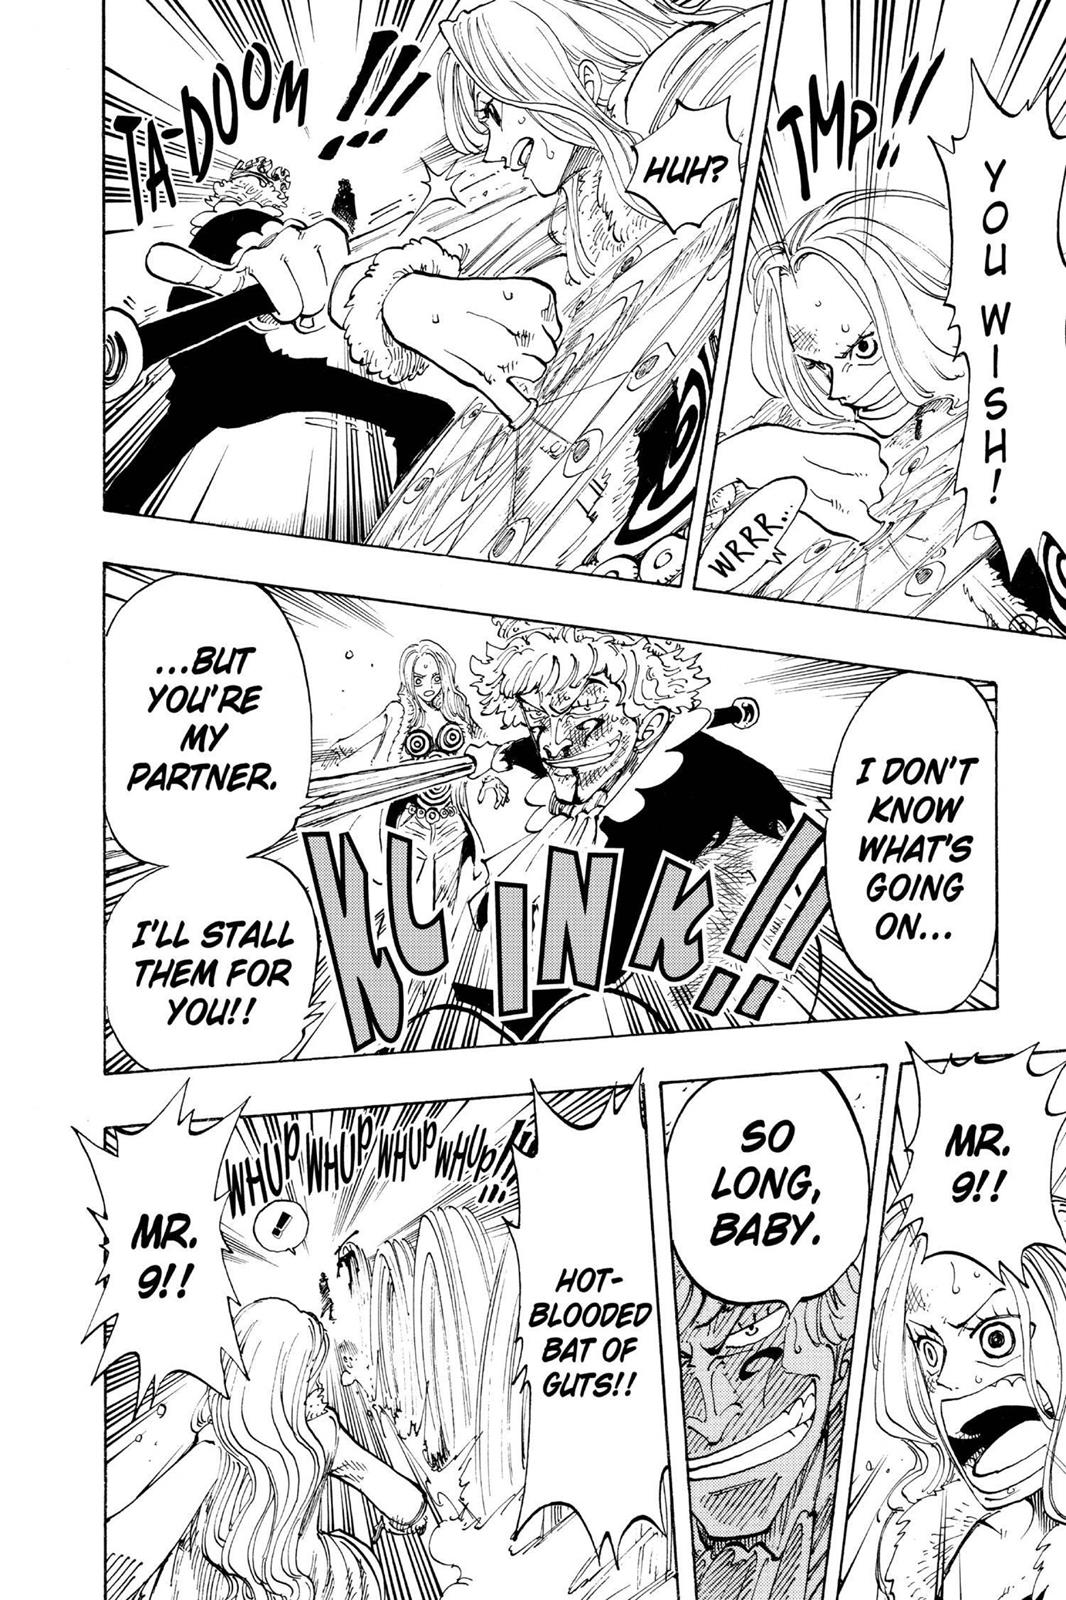 YOU WISH!
TMP!!
WRRR...
HUH?
TA-DOOM!!!
I DON'T
KNOW
WHAT'S
GOING
ON...
KLINK!!
...BUT
YOU'RE
MY
PARTNER.
I'LL STALL
THEM FOR
YOU!!
MR.
9!!
SO
LONG,
BABY.
HOT-
BLOODED
BAT OF
GUTS!!
WHUP WHUP WHUP WHUP!!!
!
MR.
9!!